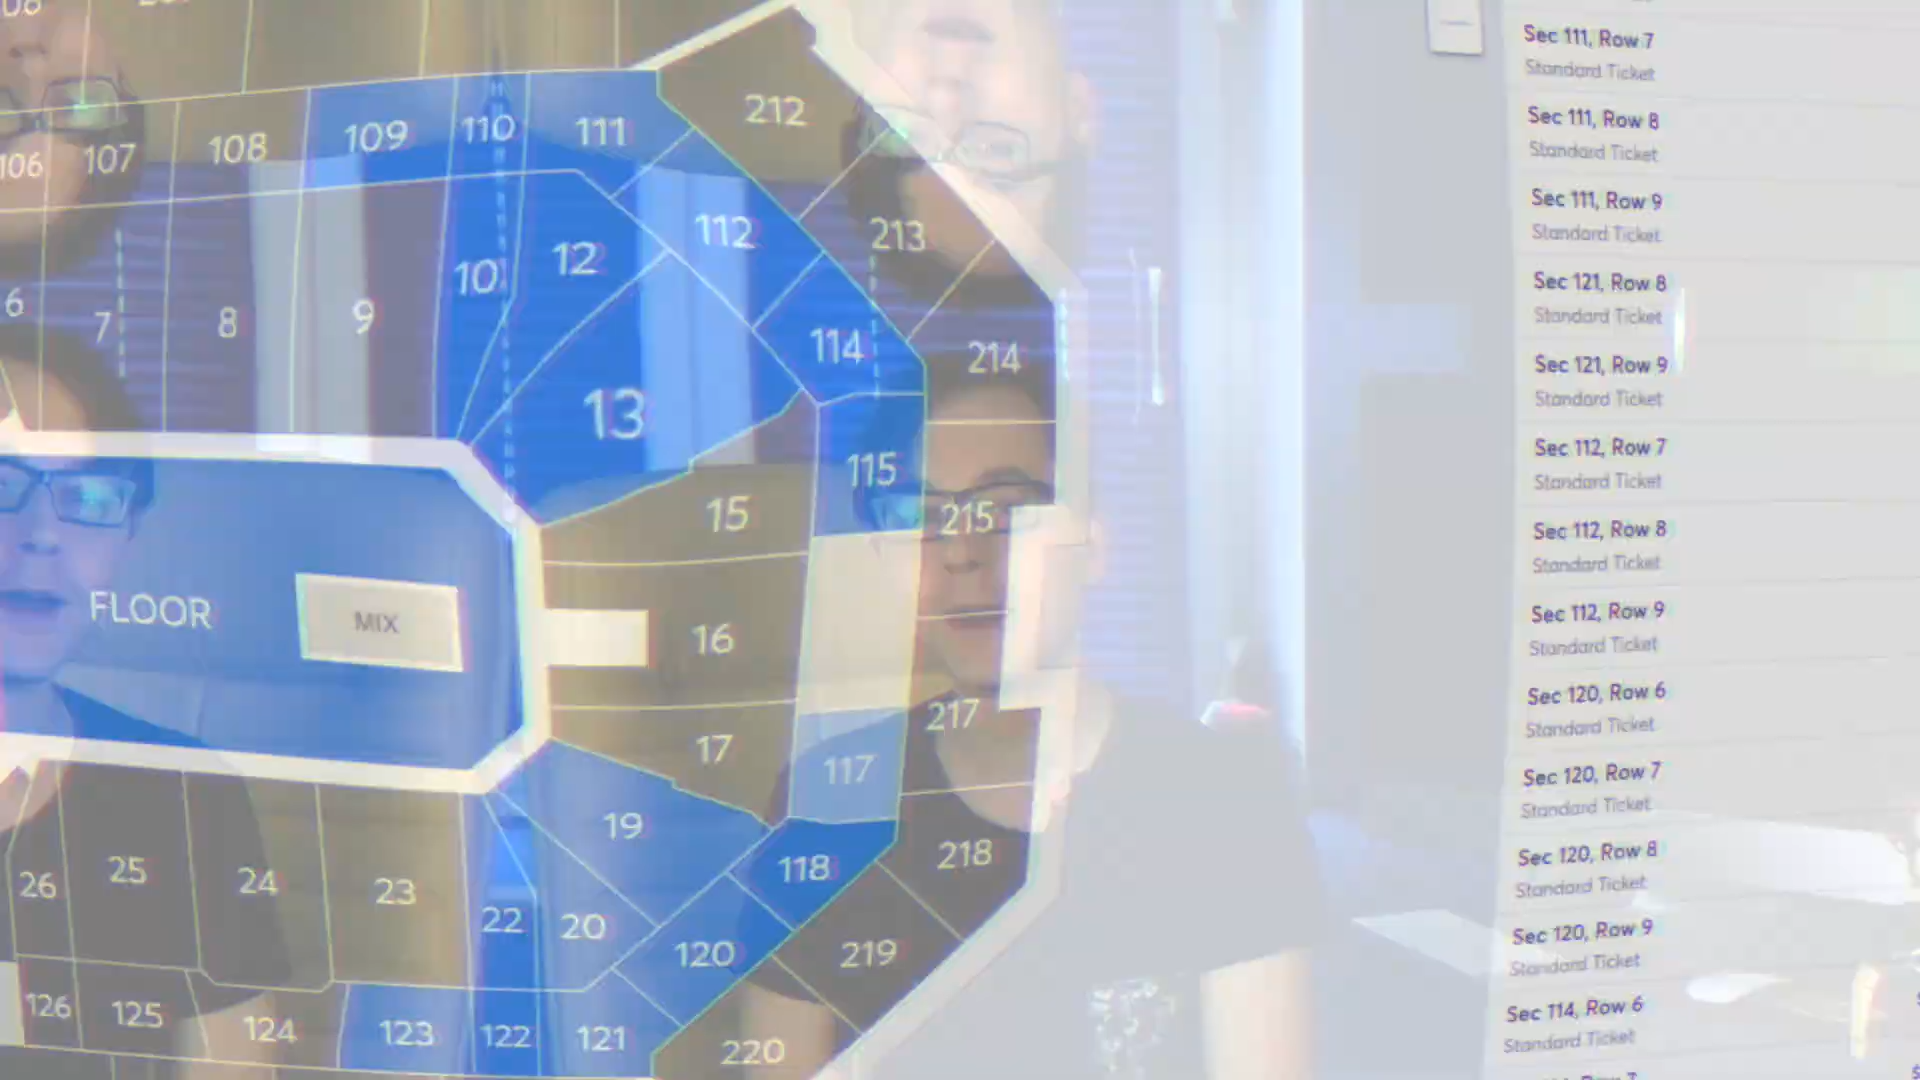 108
109
110
111
212
106
107
112
213
6
7
8
9
10
12
13
114
214
115
215
15
FLOOR
MIX
16
17
217
117
19
118
218
26
25
24
23
22
20
120
219
126
125
124
123
122
121
220
Sec 111, Row 7
Standard Ticket
Sec 111, Row 8
Standard Ticket
Sec 111, Row 9
Standard Ticket
Sec 121, Row 8
Standard Ticket
Sec 121, Row 9
Standard Ticket
Sec 112, Row 7
Standard Ticket
Sec 112, Row 8
Standard Ticket
Sec 112, Row 9
Standard Ticket
Sec 120, Row 6
Standard Ticket
Sec 120, Row 7
Standard Ticket
Sec 120, Row 8
Standard Ticket
Sec 120, Row 9
Standard Ticket
Sec 114, Row 6
Standard Ticket